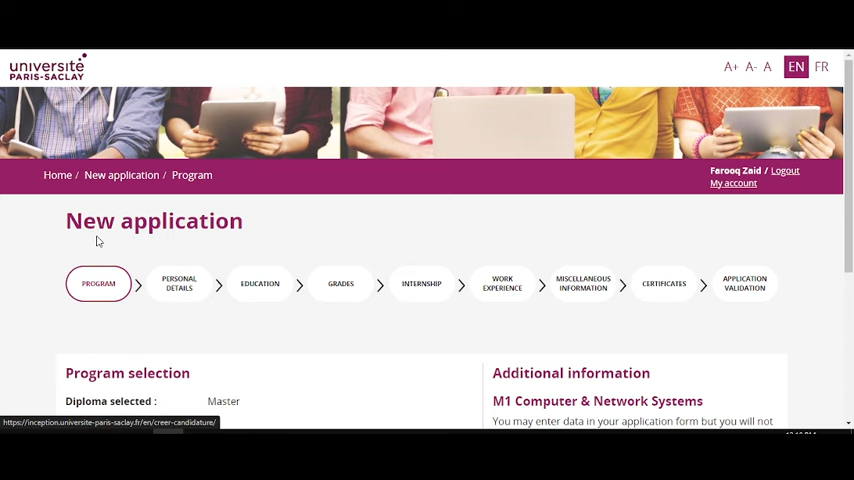 université
PARIS-SACLAY
A+ A- A EN FR
Home / New application / Program
Farooq Zaid / Logout
My account
New application
PROGRAM
PERSONAL
DETAILS
EDUCATION
GRADES
INTERNSHIP
WORK
EXPERIENCE
MISCELLANEOUS
INFORMATION
CERTIFICATES
APPLICATION
VALIDATION
Program selection
Diploma selected :
Master
Additional information
M1 Computer & Network Systems
You may enter data in your application form but you will not
https://inception.universite-paris-saclay.fr/en/creer-candidature/